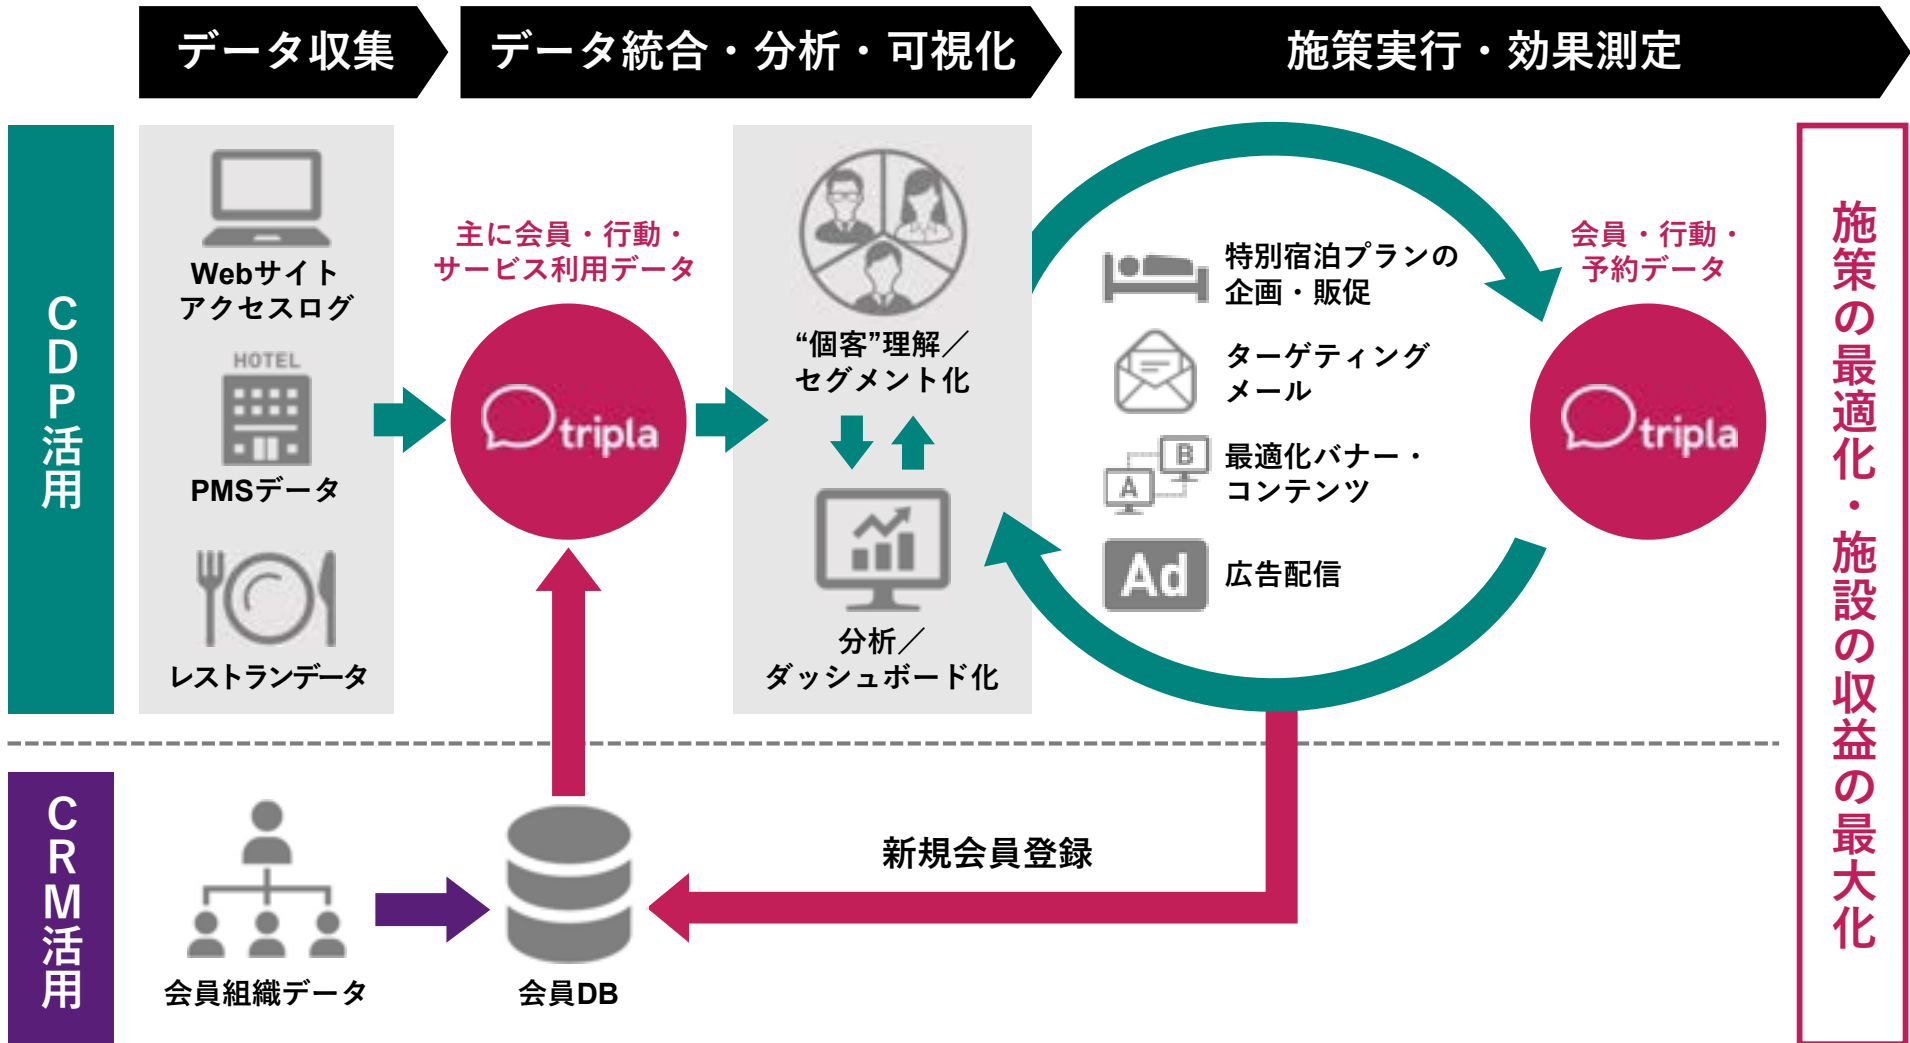 データ収集
データ統合・分析・可視化
施策実行・効果測定
CDP活用
Webサイト
アクセスログ
HOTEL
PMSデータ
レストランデータ
主に会員・行動・
サービス利用データ
tripla
“個客”理解／
セグメント化
分析／
ダッシュボード化
特別宿泊プランの
企画・販促
ターゲティング
メール
A
B
最適化バナー・
コンテンツ
Ad
広告配信
会員・行動・
予約データ
tripla
施策の最適化・施設の収益の最大化
CRM活用
会員組織データ
会員DB
新規会員登録